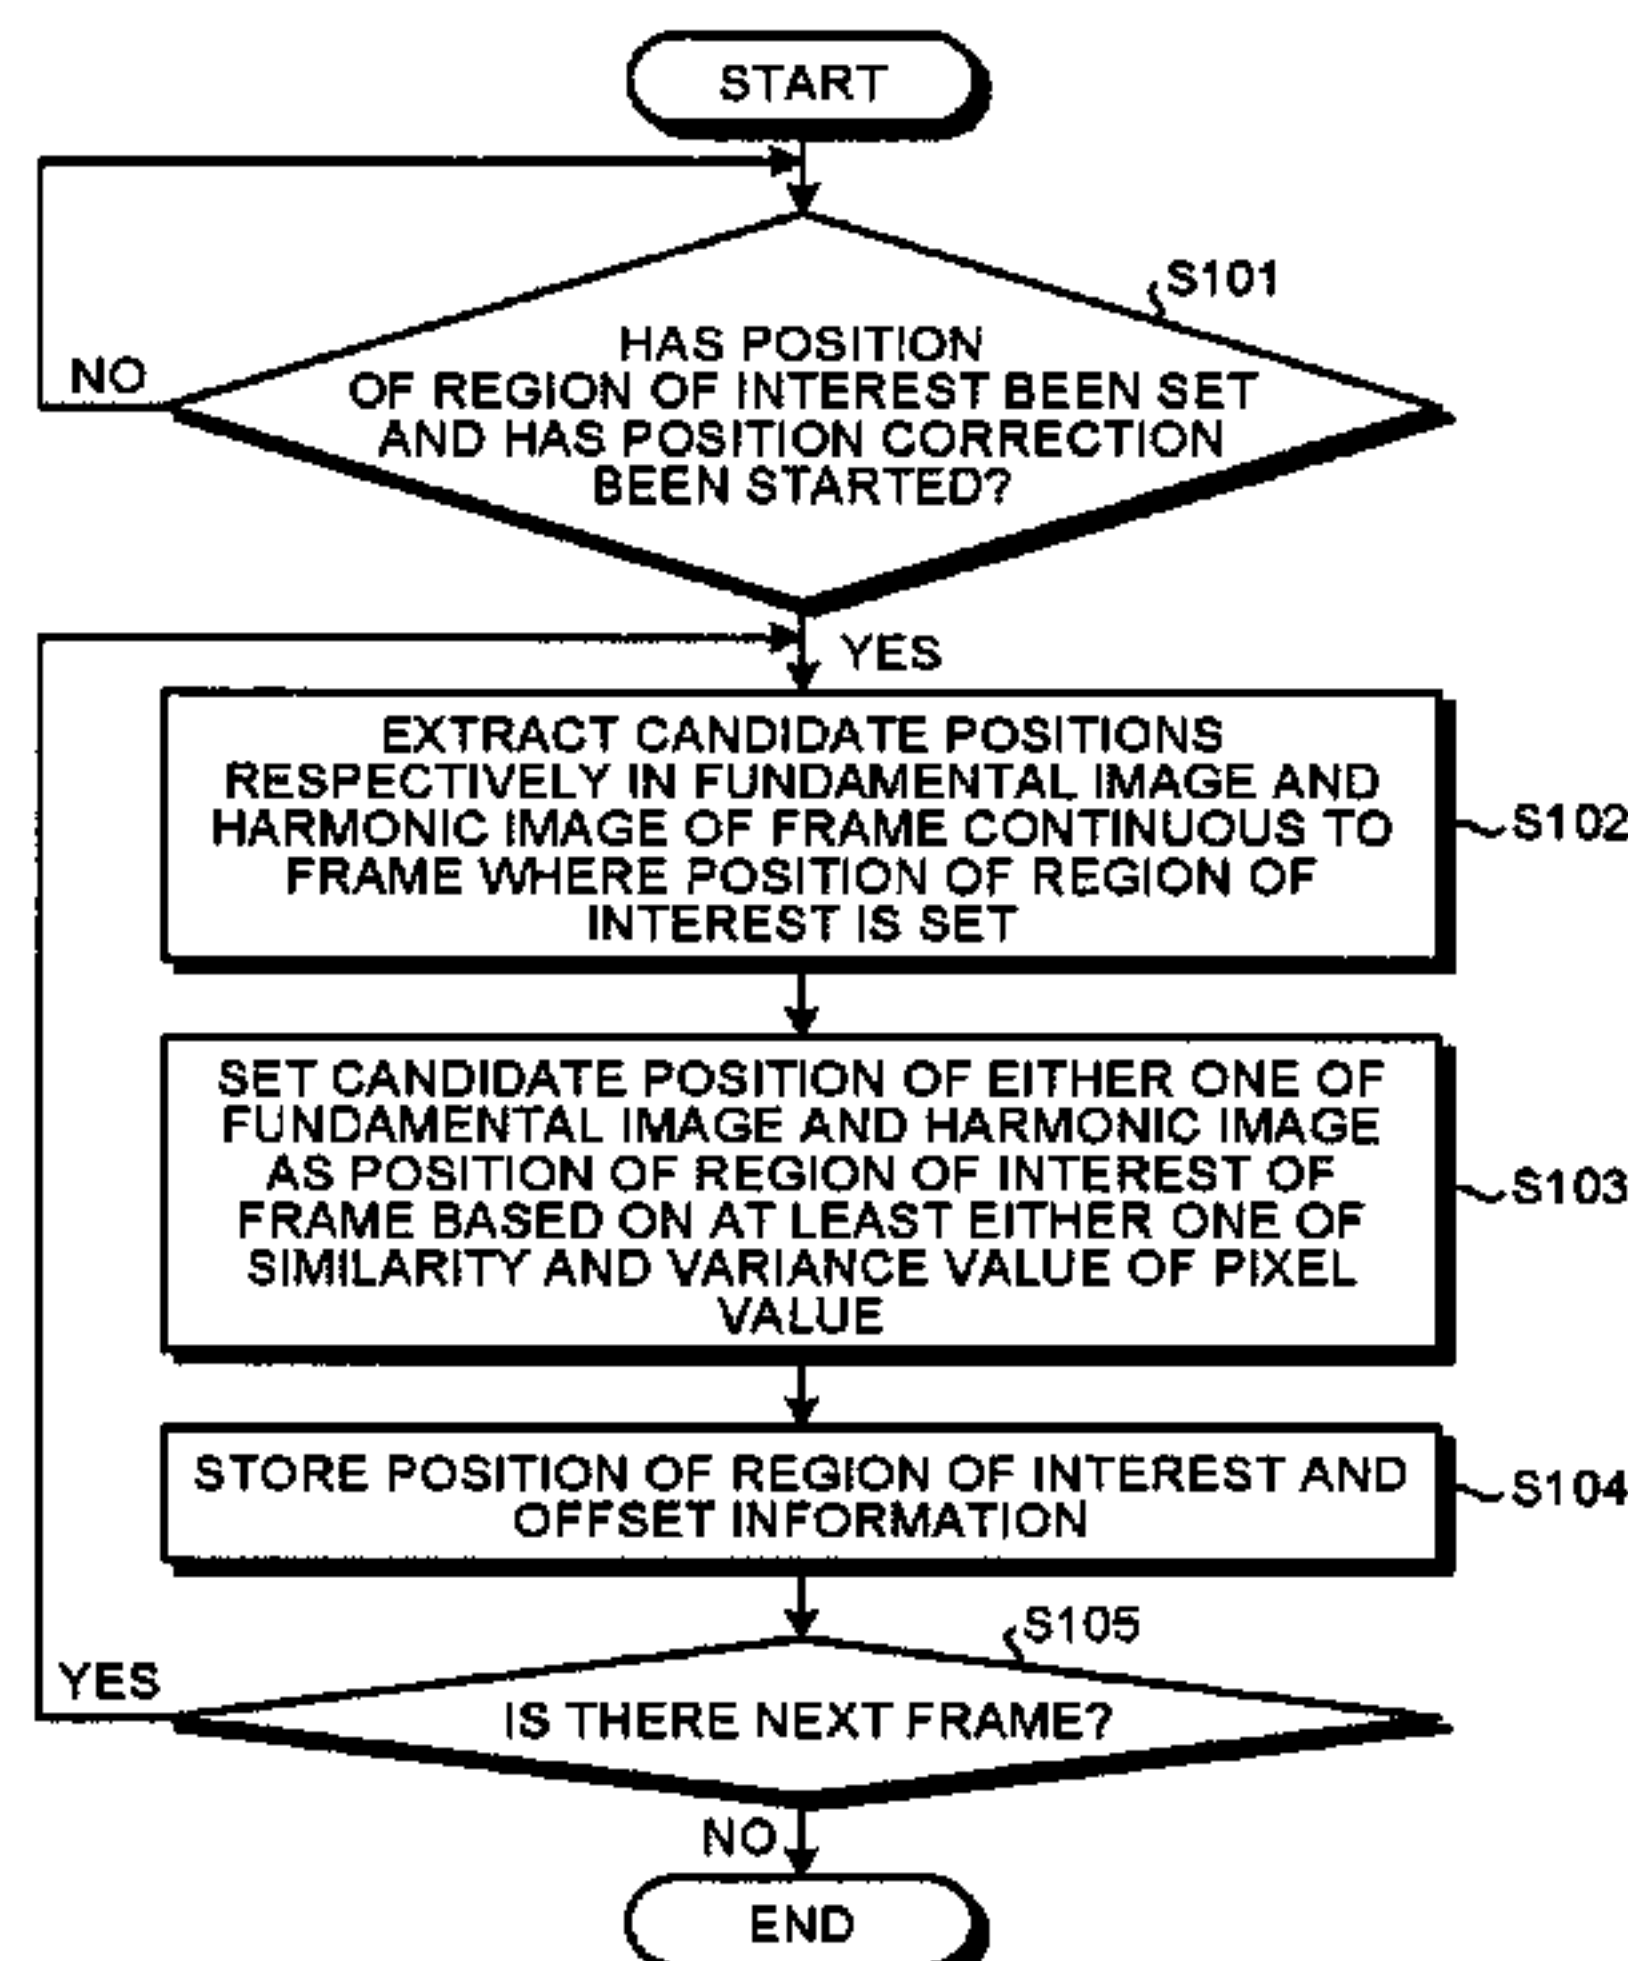 START
S101
HAS POSITION
OF REGION OF INTEREST BEEN SET
AND HAS POSITION CORRECTION
BEEN STARTED?
NO
YES
EXTRACT CANDIDATE POSITIONS
RESPECTIVELY IN FUNDAMENTAL IMAGE AND
HARMONIC IMAGE OF FRAME CONTINUOUS TO
FRAME WHERE POSITION OF REGION OF
INTEREST IS SET
S102
SET CANDIDATE POSITION OF EITHER ONE OF
FUNDAMENTAL IMAGE AND HARMONIC IMAGE
AS POSITION OF REGION OF INTEREST OF
FRAME BASED ON AT LEAST EITHER ONE OF
SIMILARITY AND VARIANCE VALUE OF PIXEL
VALUE
S103
STORE POSITION OF REGION OF INTEREST AND
OFFSET INFORMATION
S104
S105
YES
IS THERE NEXT FRAME?
NO
END